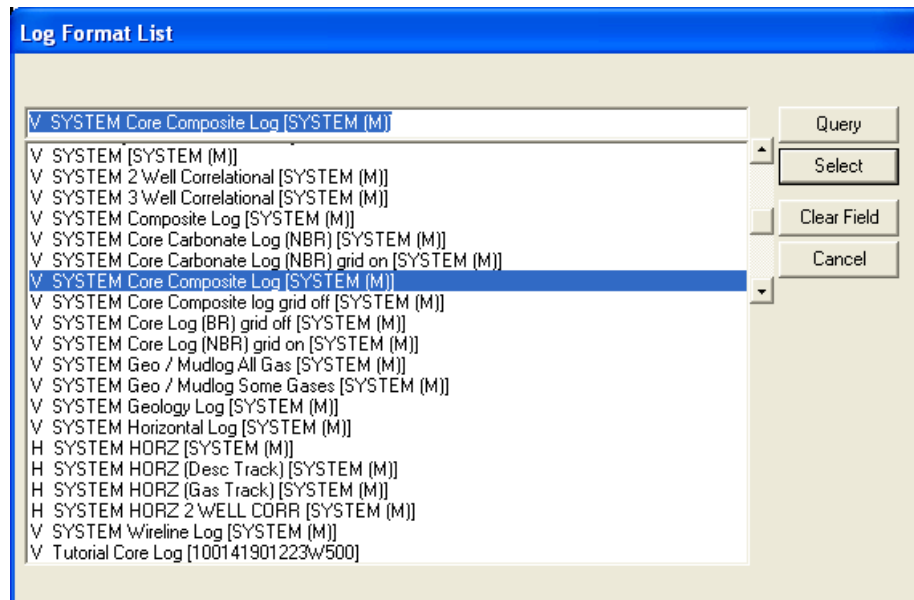 Log Format List
V SYSTEM Core Composite Log [SYSTEM (M)]
Query
Select
Clear Field
Cancel
V SYSTEM [SYSTEM (M)]
V SYSTEM 2 Well Correlational [SYSTEM (M)]
V SYSTEM 3 Well Correlational [SYSTEM (M)]
V SYSTEM Composite Log [SYSTEM (M)]
V SYSTEM Core Carbonate Log (NBR) [SYSTEM (M)]
V SYSTEM Core Carbonate Log (NBR) grid on [SYSTEM (M)]
V SYSTEM Core Composite Log [SYSTEM (M)]
V SYSTEM Core Composite log grid off [SYSTEM (M)]
V SYSTEM Core Log (BR) grid off [SYSTEM (M)]
V SYSTEM Core Log (NBR) grid on [SYSTEM (M)]
V SYSTEM Geo / Mudlog All Gas [SYSTEM (M)]
V SYSTEM Geo / Mudlog Some Gases [SYSTEM (M)]
V SYSTEM Geology Log [SYSTEM (M)]
V SYSTEM Horizontal Log [SYSTEM (M)]
H SYSTEM HORZ [SYSTEM (M)]
H SYSTEM HORZ (Desc Track) [SYSTEM (M)]
H SYSTEM HORZ (Gas Track) [SYSTEM (M)]
H SYSTEM HORZ 2 WELL CORR [SYSTEM (M)]
V SYSTEM Wireline Log [SYSTEM (M)]
V Tutorial Core Log [100141901223W500]